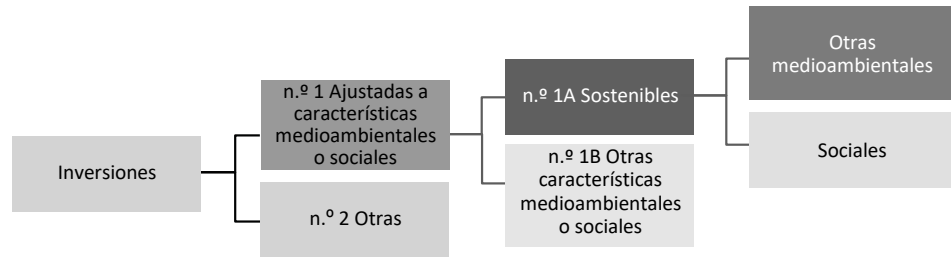 Inversiones
n.º 1 Ajustadas a
características
medioambientales
o sociales
n.º 2 Otras
n.º 1A Sostenibles
n.º 1B Otras
características
medioambientales
o sociales
Otras
medioambientales
Sociales